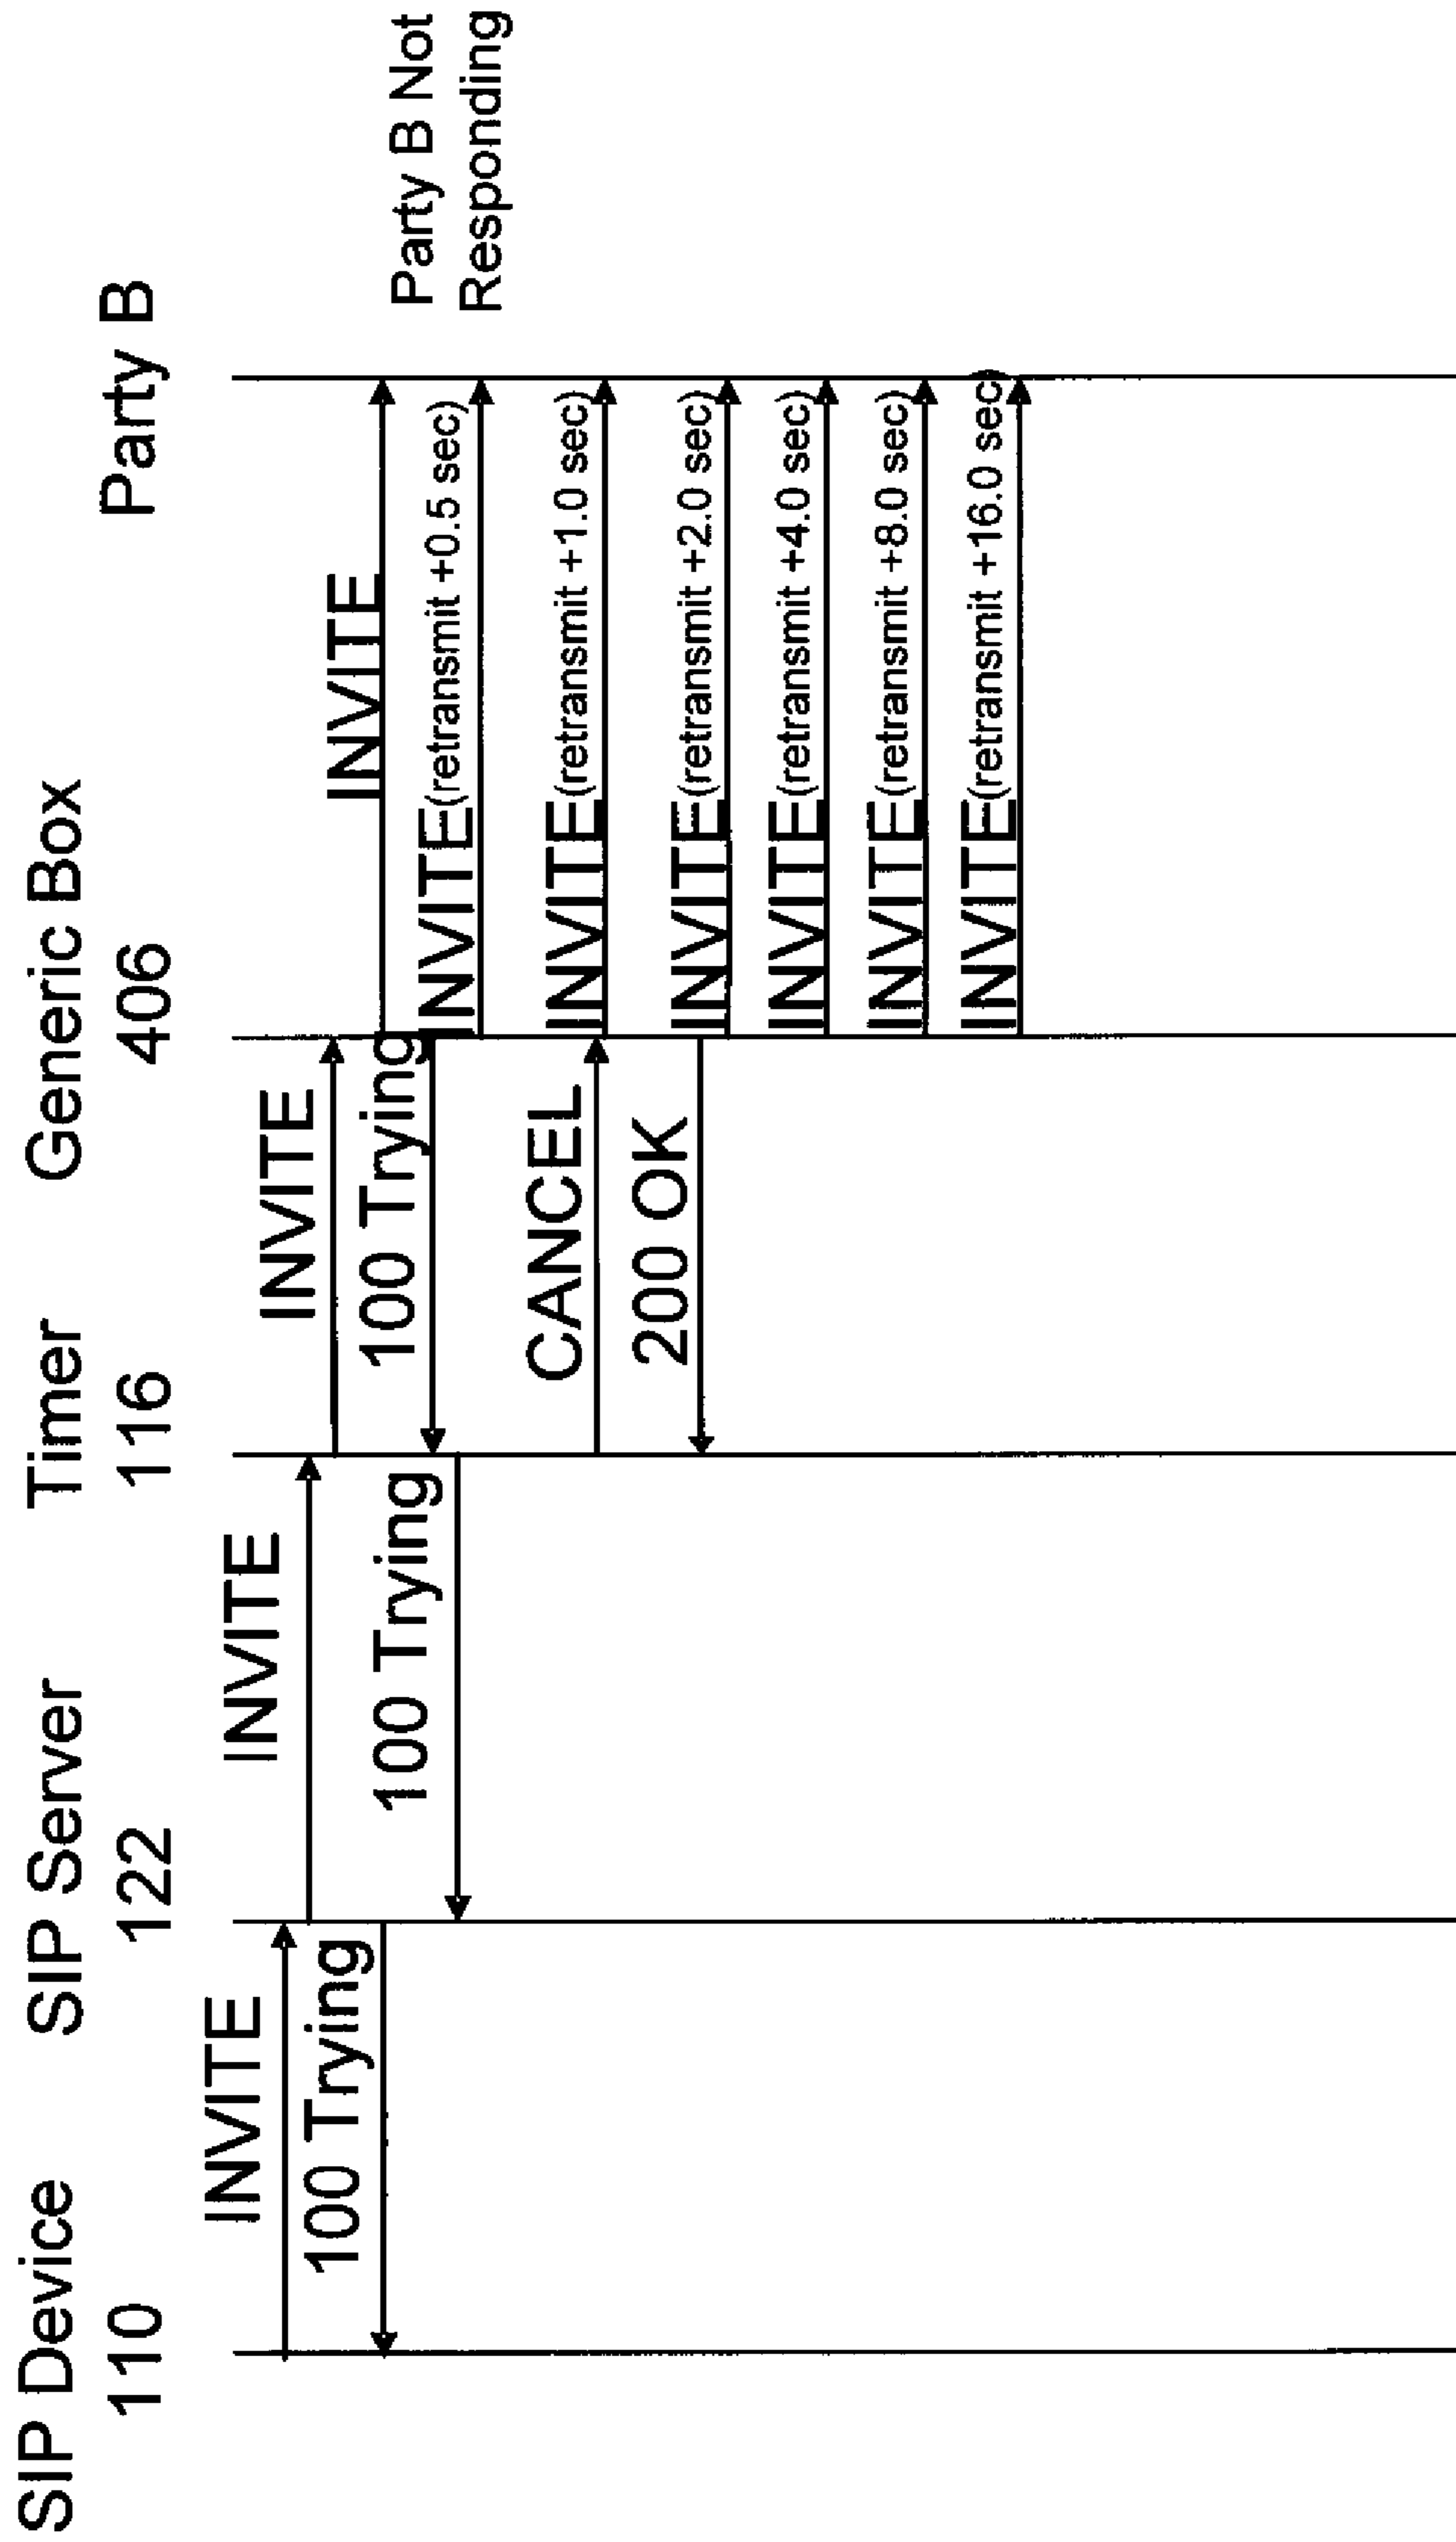 SIP Device
110
SIP Server
122
Timer
116
Generic Box
406
Party B
INVITE
100 Trying
INVITE
100 Trying
INVITE
100 Trying
CANCEL
200 OK
INVITE
INVITE(retransmit +0.5 sec)
INVITE(retransmit +1.0 sec)
INVITE(retransmit +2.0 sec)
INVITE(retransmit +4.0 sec)
INVITE(retransmit +8.0 sec)
INVITE(retransmit +16.0 sec)
Party B Not
Responding